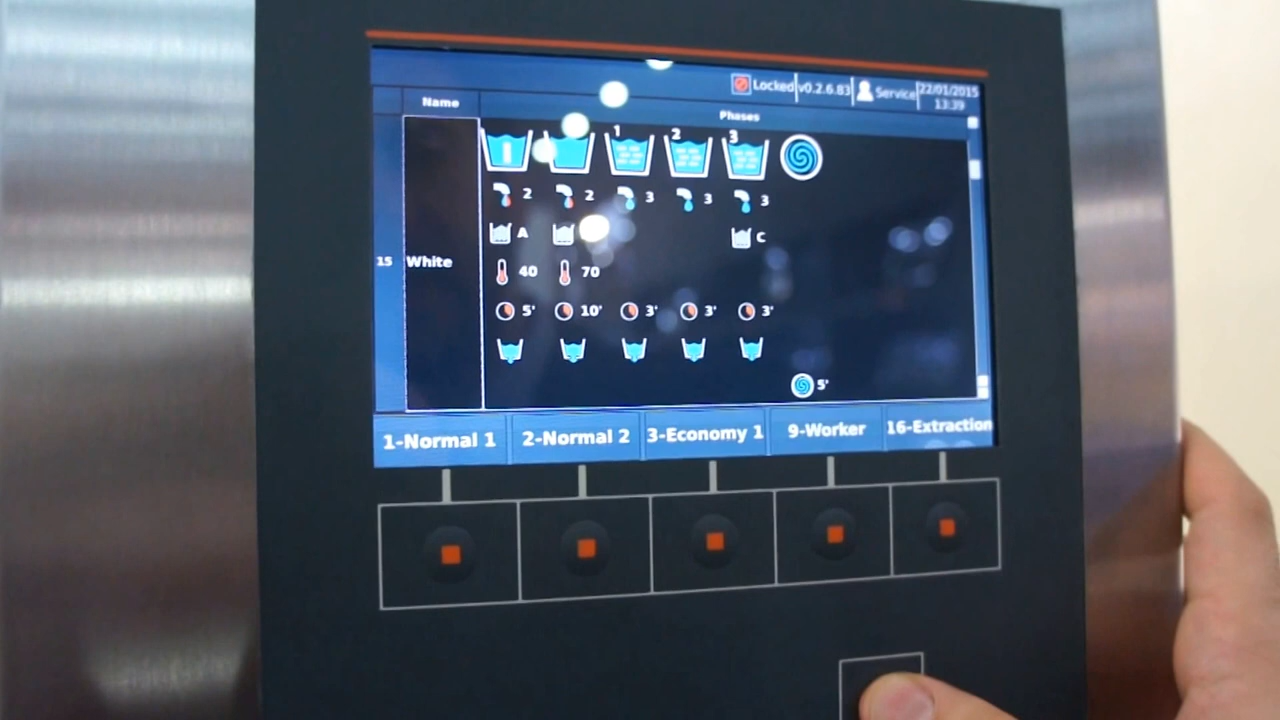 Locked v0.2.6.83 Service 22/01/2015
13:39
Name Phases
1 2 3
2 2 3 3 3
A C
15 White
40 70
5' 10' 3' 3' 3'
5'
1-Normal 1 2-Normal 2 3-Economy 1 9-Worker 16-Extraction